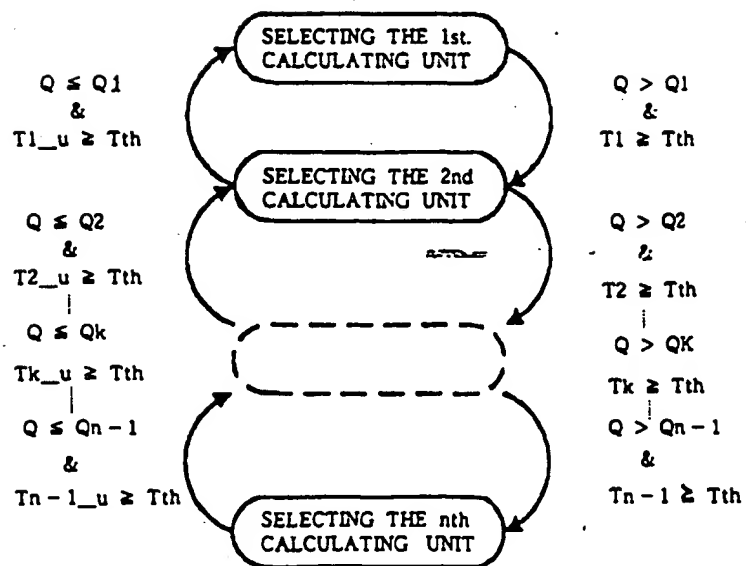 SELECTING THE 1st.
CALCULATING UNIT
Q ≤ Q1
&
T1_u ≥ Tth
Q > Q1
&
T1 ≥ Tth
SELECTING THE 2nd
CALCULATING UNIT
Q ≤ Q2
&
T2_u ≥ Tth
Q ≤ Qk
Tk_u ≥ Tth
Q ≤ Qn-1
&
Tn-1_u ≥ Tth
Q > Q2
&
T2 ≥ Tth
Q > QK
Tk ≥ Tth
Q > Qn-1
&
Tn-1 ≥ Tth
SELECTING THE nth
CALCULATING UNIT